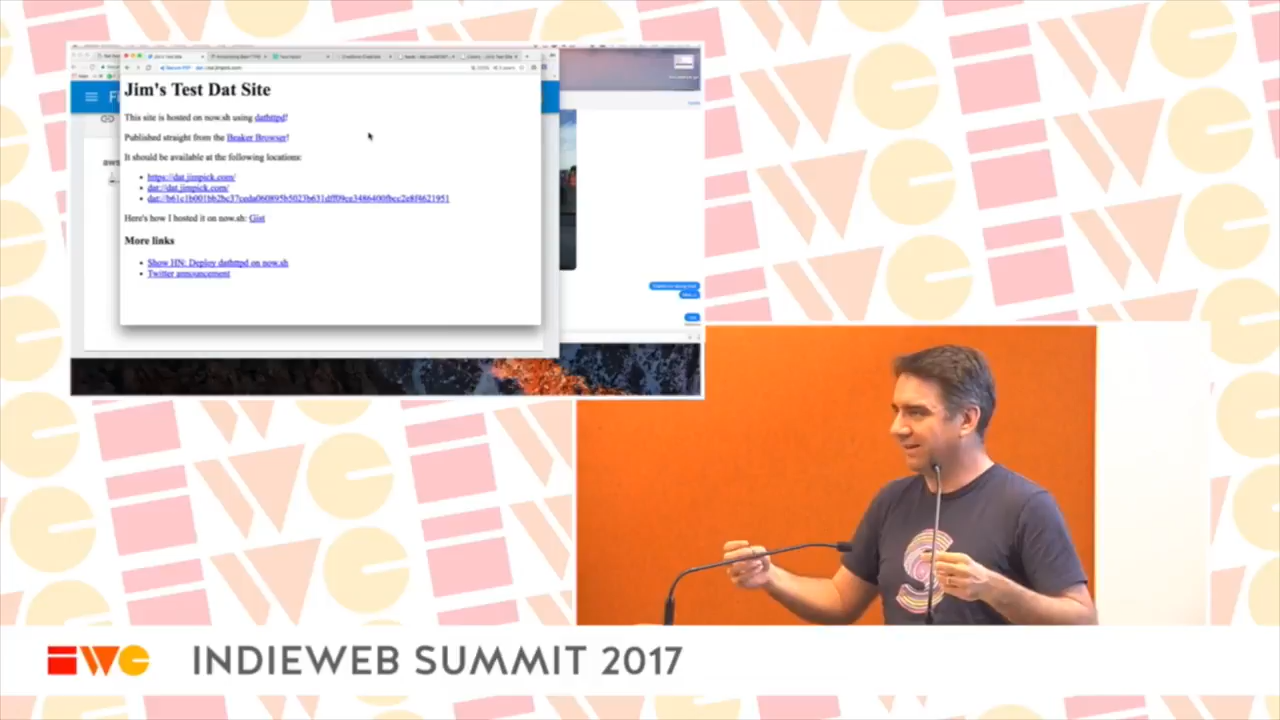 Jim's Test Dat Site
This site is hosted on now.sh using dathttpd!
Published straight from the Beaker Browser!
It should be available at the following locations:
https://dat.jimpick.com/
dat://dat.jimpick.com/
Here's how I hosted it on now.sh: Gist
More links
Show HN: Deploy dathttpd on now.sh
Twitter announcement
IWC INDIEWEB SUMMIT 2017